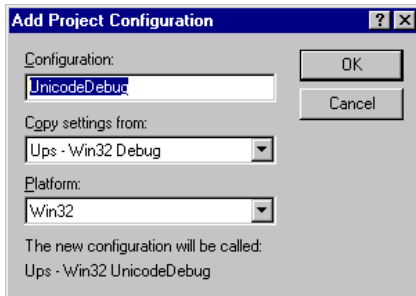 Add Project Configuration
Configuration:
UnicodeDebug
OK
Cancel
Copy settings from:
Ups - Win32 Debug
Platform:
Win32
The new configuration will be called:
Ups - Win32 UnicodeDebug